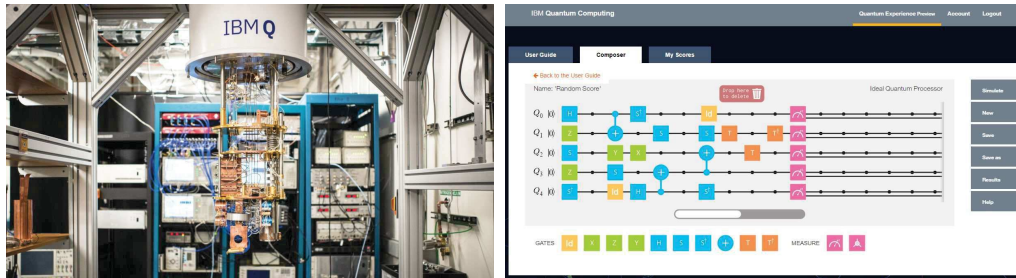 IBM Q
IBM Quantum Computing
Quantum Experience Preview Account Logout
User Guide Composer My Scores
← Back to the User Guide
Name: 'Random Score'
Drop here
to delete
Ideal Quantum Processor
Simulate
New
Save
Save as
Results
Help
Q₀ |0⟩ H S† Id
Q₁ |0⟩ Z + S S T T†
Q₂ |0⟩ S Y X + T
Q₃ |0⟩ Z S +
Q₄ |0⟩ S† Id H S†
GATES Id X Z Y H S S† + T T† MEASURE